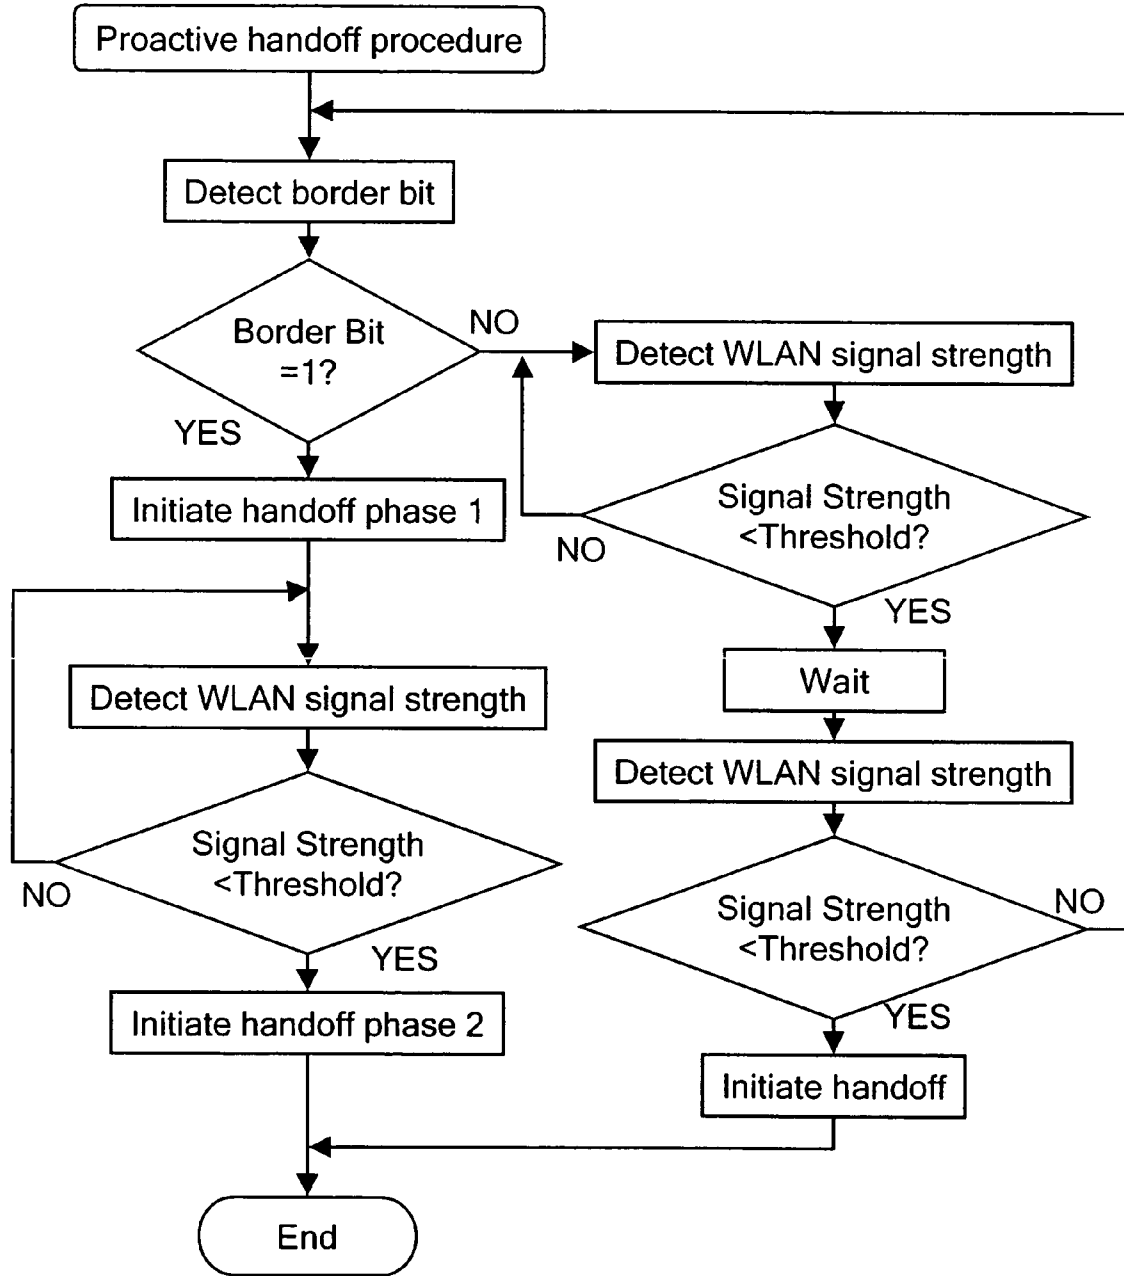 Proactive handoff procedure
Detect border bit
Border Bit
=1?
NO
YES
Detect WLAN signal strength
Signal Strength
<Threshold?
NO
YES
Initiate handoff phase 1
Wait
Detect WLAN signal strength
Detect WLAN signal strength
Signal Strength
<Threshold?
NO
YES
Signal Strength
<Threshold?
NO
YES
Initiate handoff phase 2
Initiate handoff
End